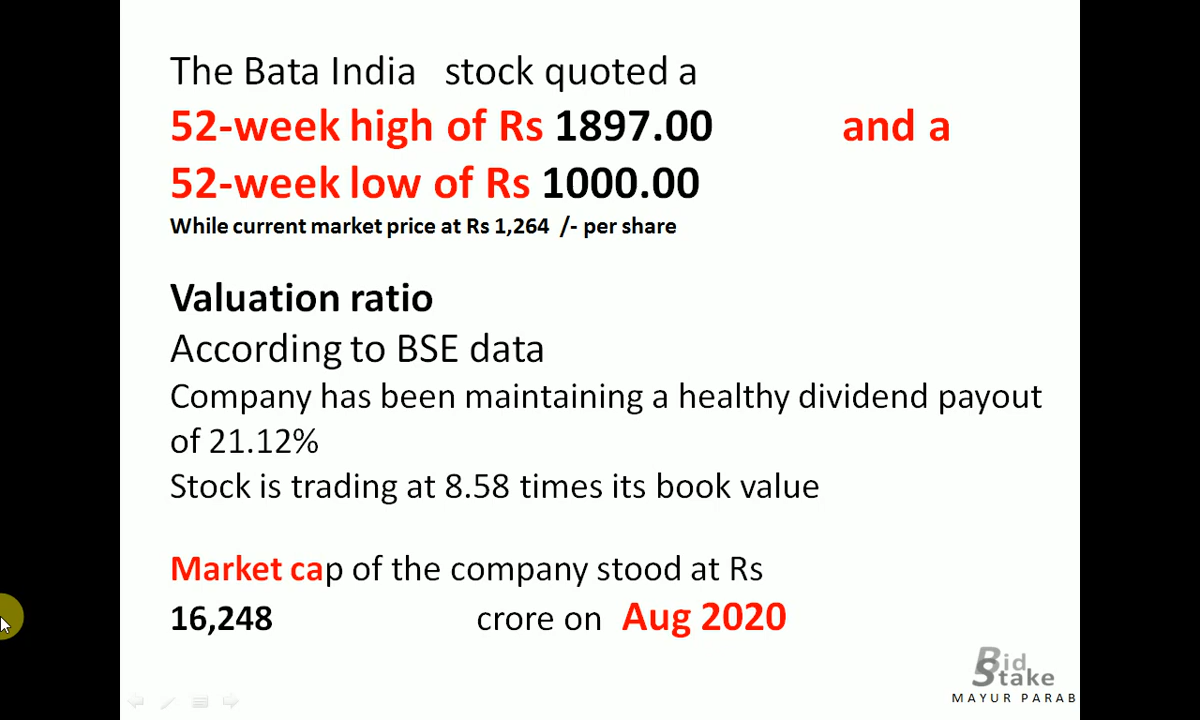 The Bata India stock quoted a
52-week high of Rs 1897.00 and a
52-week low of Rs 1000.00
While current market price at Rs 1,264 /- per share
Valuation ratio
According to BSE data
Company has been maintaining a healthy dividend payout
of 21.12%
Stock is trading at 8.58 times its book value
Market cap of the company stood at Rs
16,248 crore on Aug 2020
Bid
Stake
MAYUR PARAB